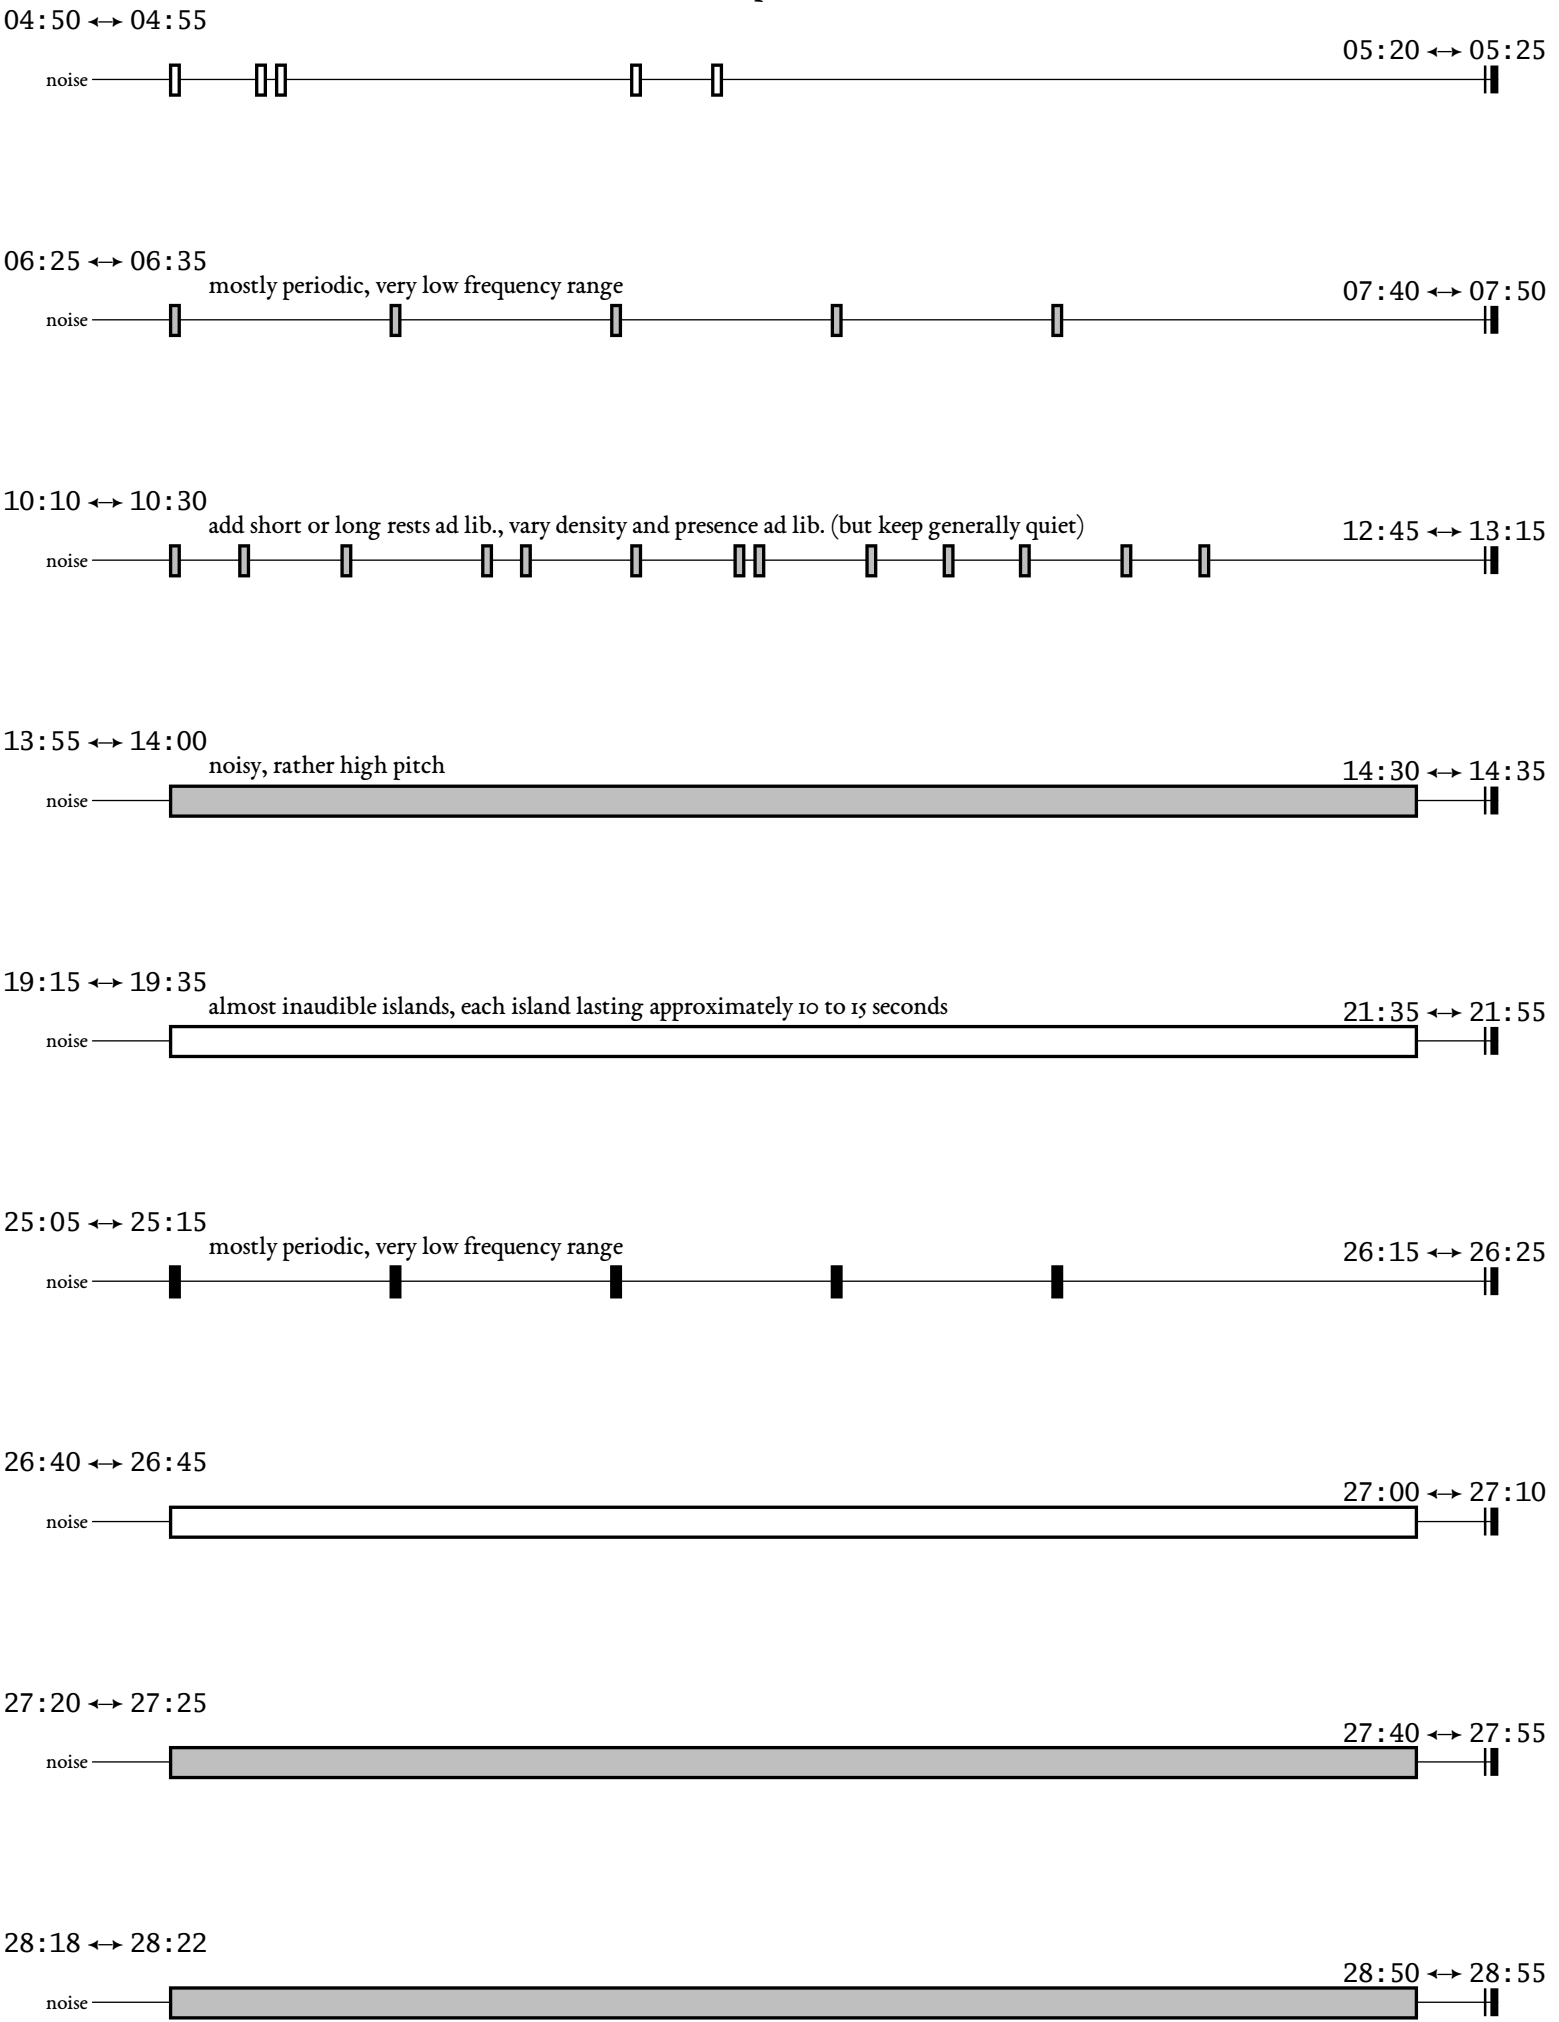 04:50 ↔ 04:55
05:20 ↔ 05:25
noise
06:25 ↔ 06:35
mostly periodic, very low frequency range
07:40 ↔ 07:50
noise
10:10 ↔ 10:30
add short or long rests ad lib., vary density and presence ad lib. (but keep generally quiet)
12:45 ↔ 13:15
noise
13:55 ↔ 14:00
noisy, rather high pitch
14:30 ↔ 14:35
noise
19:15 ↔ 19:35
almost inaudible islands, each island lasting approximately 10 to 15 seconds
21:35 ↔ 21:55
noise
25:05 ↔ 25:15
mostly periodic, very low frequency range
26:15 ↔ 26:25
noise
26:40 ↔ 26:45
27:00 ↔ 27:10
noise
27:20 ↔ 27:25
27:40 ↔ 27:55
noise
28:18 ↔ 28:22
28:50 ↔ 28:55
noise